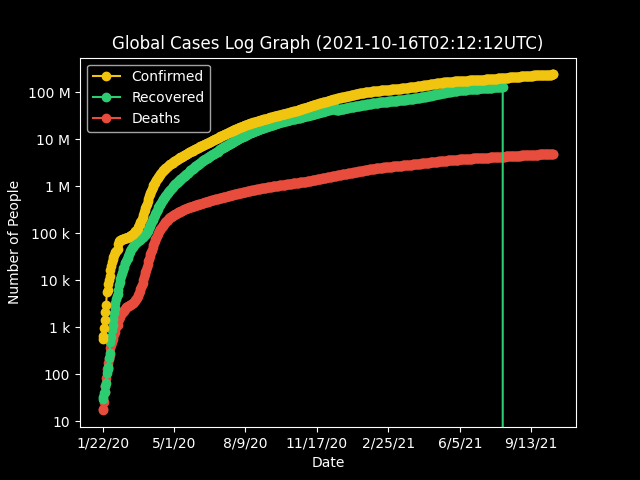 Global Cases Log Graph (2021-10-16T02:12:12UTC)
Confirmed
Recovered
Deaths
100 M
10 M
1 M
100 k
10 k
1 k
100
10
Number of People
1/22/20 5/1/20 8/9/20 11/17/20 2/25/21 6/5/21 9/13/21
Date